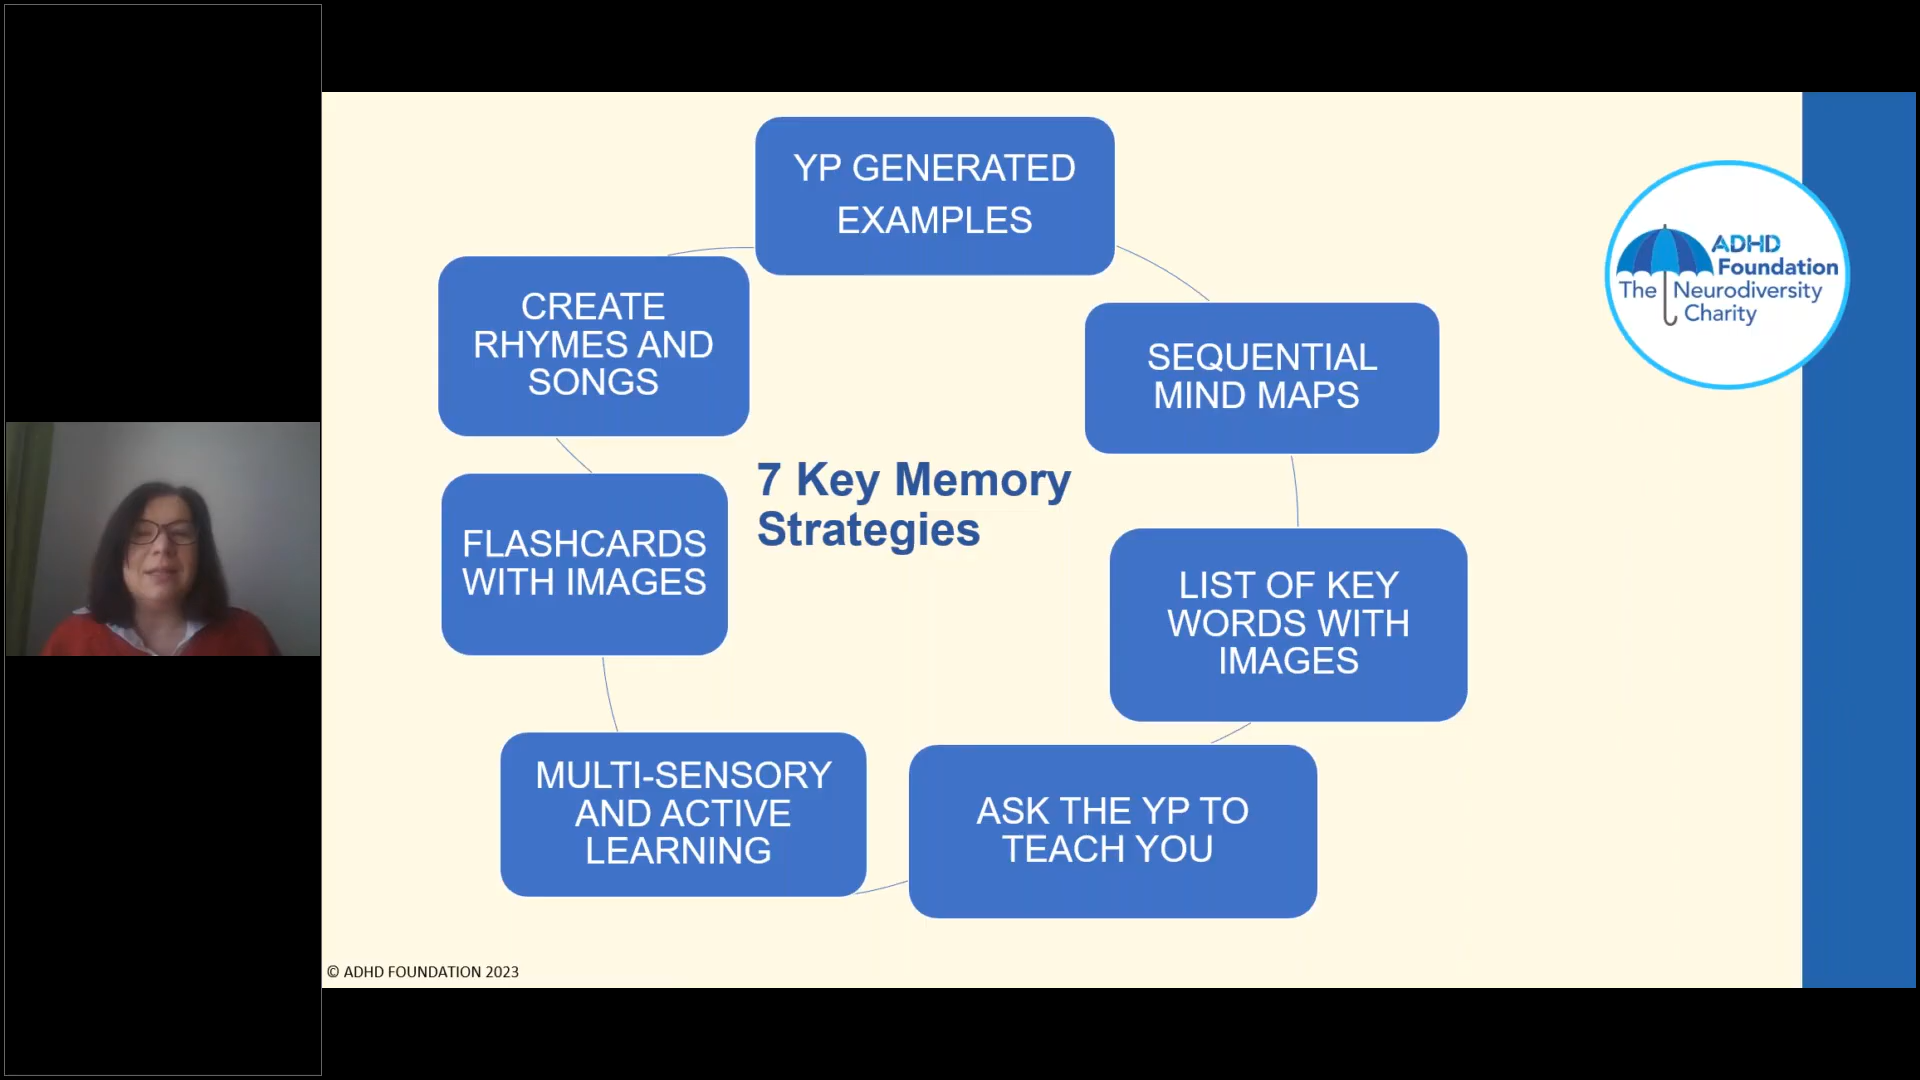 YP GENERATED
EXAMPLES
CREATE
RHYMES AND
SONGS
SEQUENTIAL
MIND MAPS
7 Key Memory
Strategies
FLASHCARDS
WITH IMAGES
LIST OF KEY
WORDS WITH
IMAGES
MULTI-SENSORY
AND ACTIVE
LEARNING
ASK THE YP TO
TEACH YOU
ADHD
Foundation
The Neurodiversity
Charity
© ADHD FOUNDATION 2023